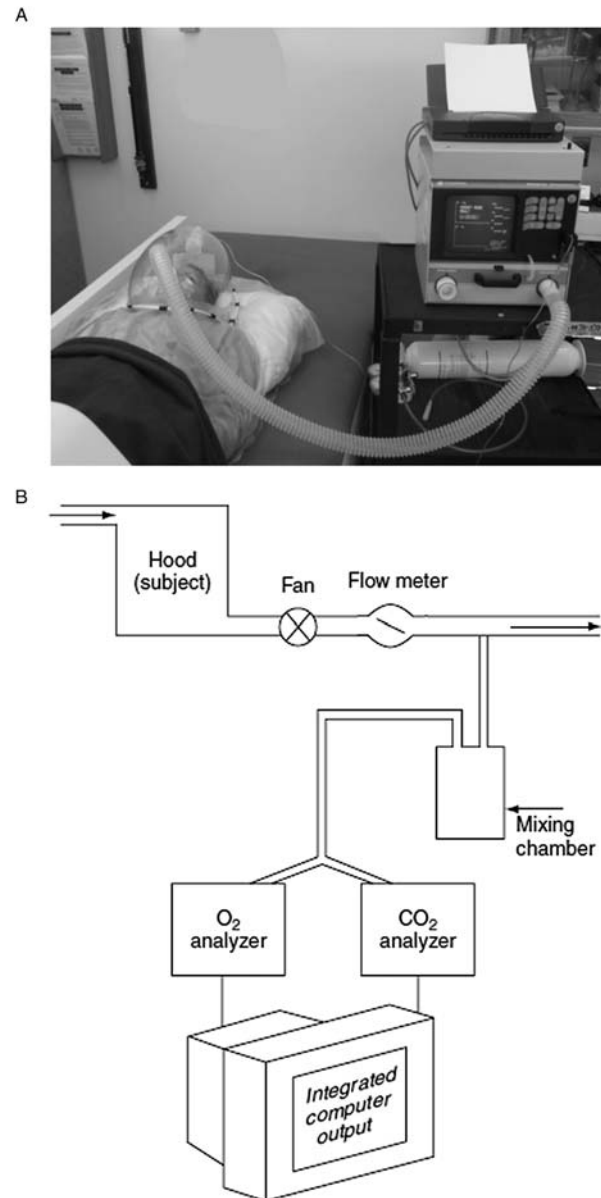 A
B
Hood
(subject)
Fan
Flow meter
Mixing
chamber
O₂
analyzer
CO₂
analyzer
Integrated
computer
output